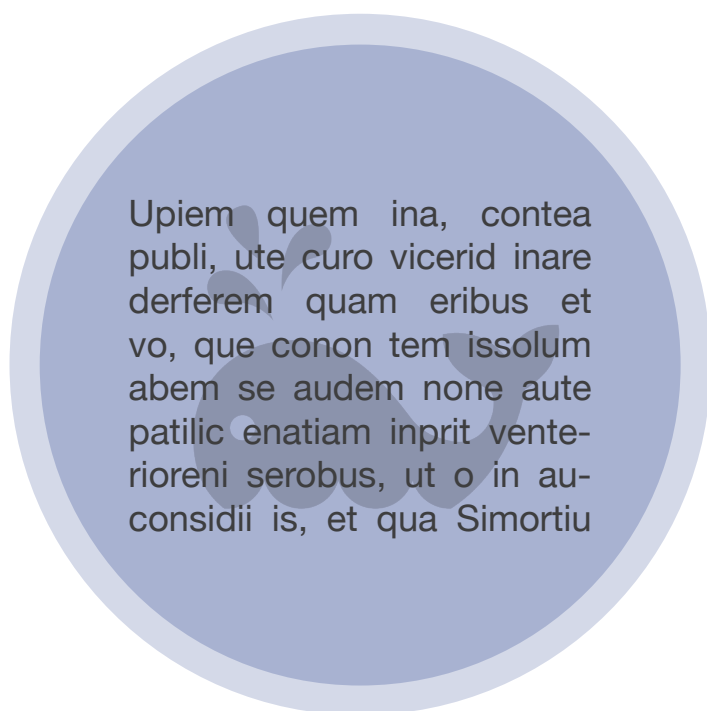 Upiem quem ina, contea
publi, ute curo vicerid inare
derferem quam eribus et
vo, que conon tem issolum
abem se audem none aute
patilic enatiam inprit vente-
rioreni serobus, ut o in au-
considii is, et qua Simortiu